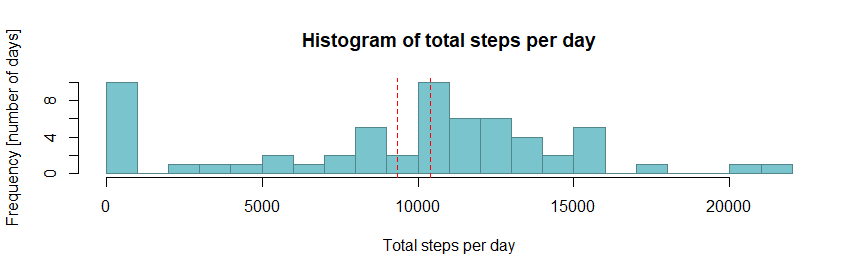 Histogram of total steps per day
Frequency [number of days]
8
4
0
0 5000 10000 15000 20000
Total steps per day